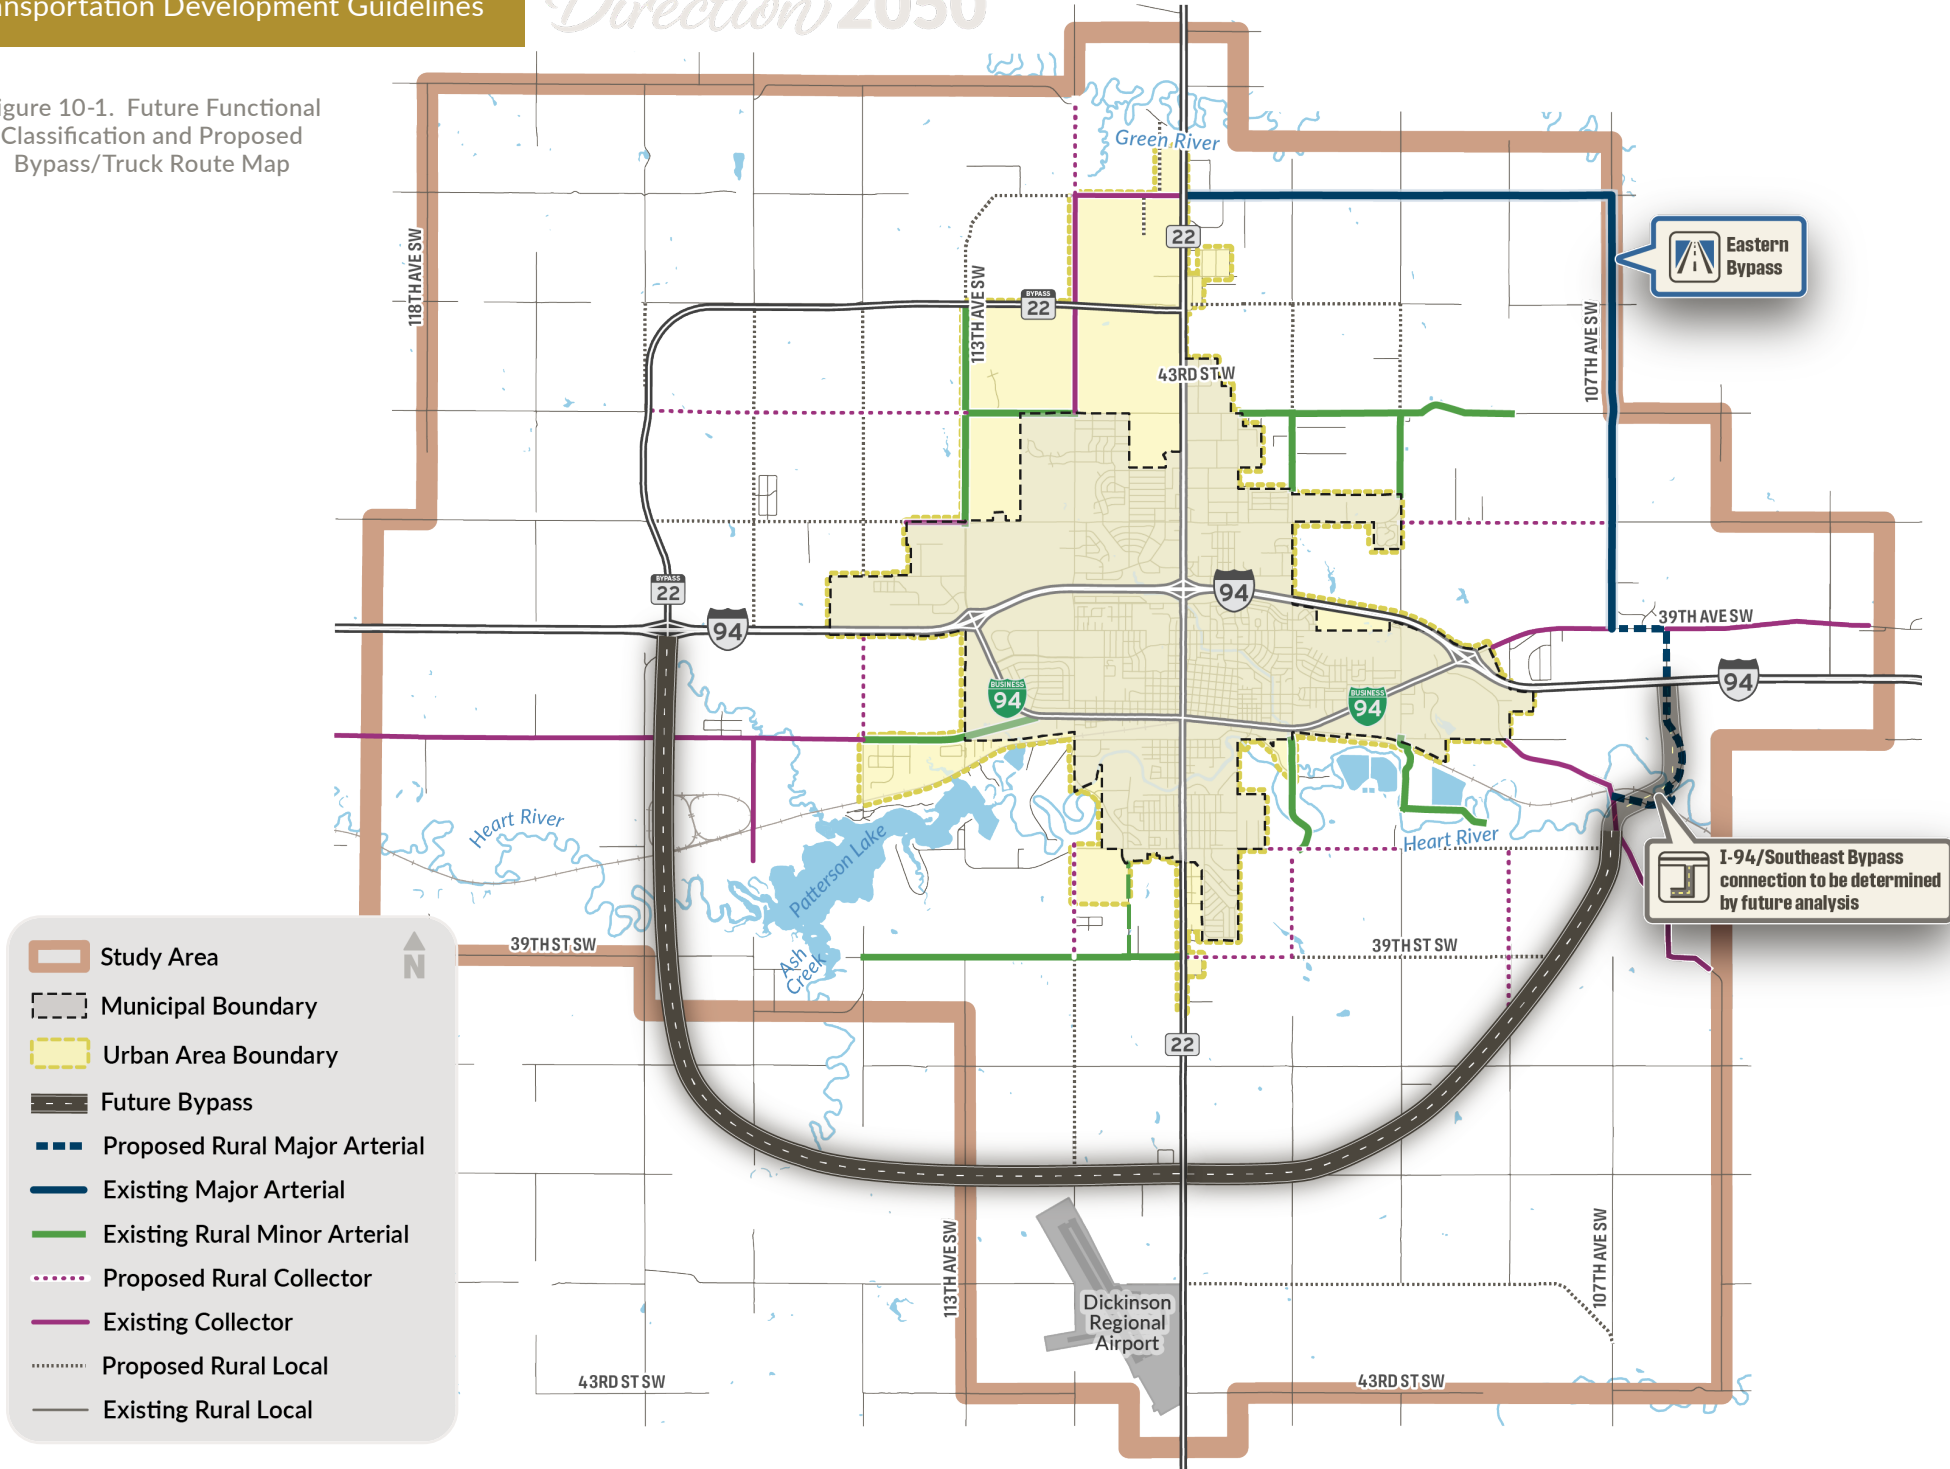 nsportation Development Guidelines
Direction 2050
igure 10-1. Future Functional
Classification and Proposed
Bypass/Truck Route Map
Green River
118TH AVE SW
113TH AVE SW
22
BYPASS
22
43RD ST W
107TH AVE SW
Eastern
Bypass
BYPASS
22
94
94
39TH AVE SW
94
BUSINESS
94
BUSINESS
94
Heart River
Patterson Lake
Ash
Creek
Heart River
I-94/Southeast Bypass
connection to be determined
by future analysis
39TH ST SW
39TH ST SW
22
113TH AVE SW
107TH AVE SW
Dickinson
Regional
Airport
43RD ST SW
43RD ST SW
Study Area
N
Municipal Boundary
Urban Area Boundary
Future Bypass
Proposed Rural Major Arterial
Existing Major Arterial
Existing Rural Minor Arterial
Proposed Rural Collector
Existing Collector
Proposed Rural Local
Existing Rural Local